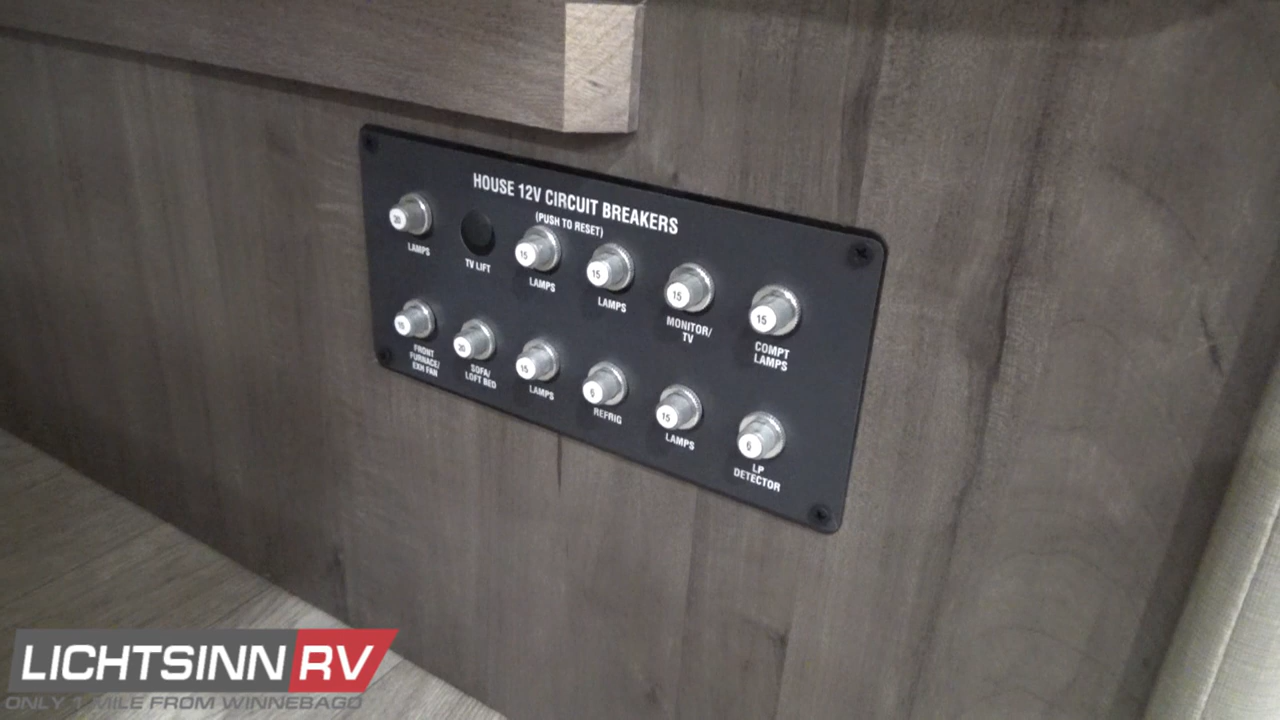 HOUSE 12V CIRCUIT BREAKERS
(PUSH TO RESET)
20
15
15
15
15
LAMPS
TV LIFT
LAMPS
LAMPS
MONITOR/
TV
COMPT
LAMPS
20
15
6
15
6
FRONT
FURNACE/
EXH FAN
SOFA/
LOFT BED
LAMPS
REFRIG
LAMPS
LP
DETECTOR
LICHTSINN RV
ONLY 1 MILE FROM WINNEBAGO